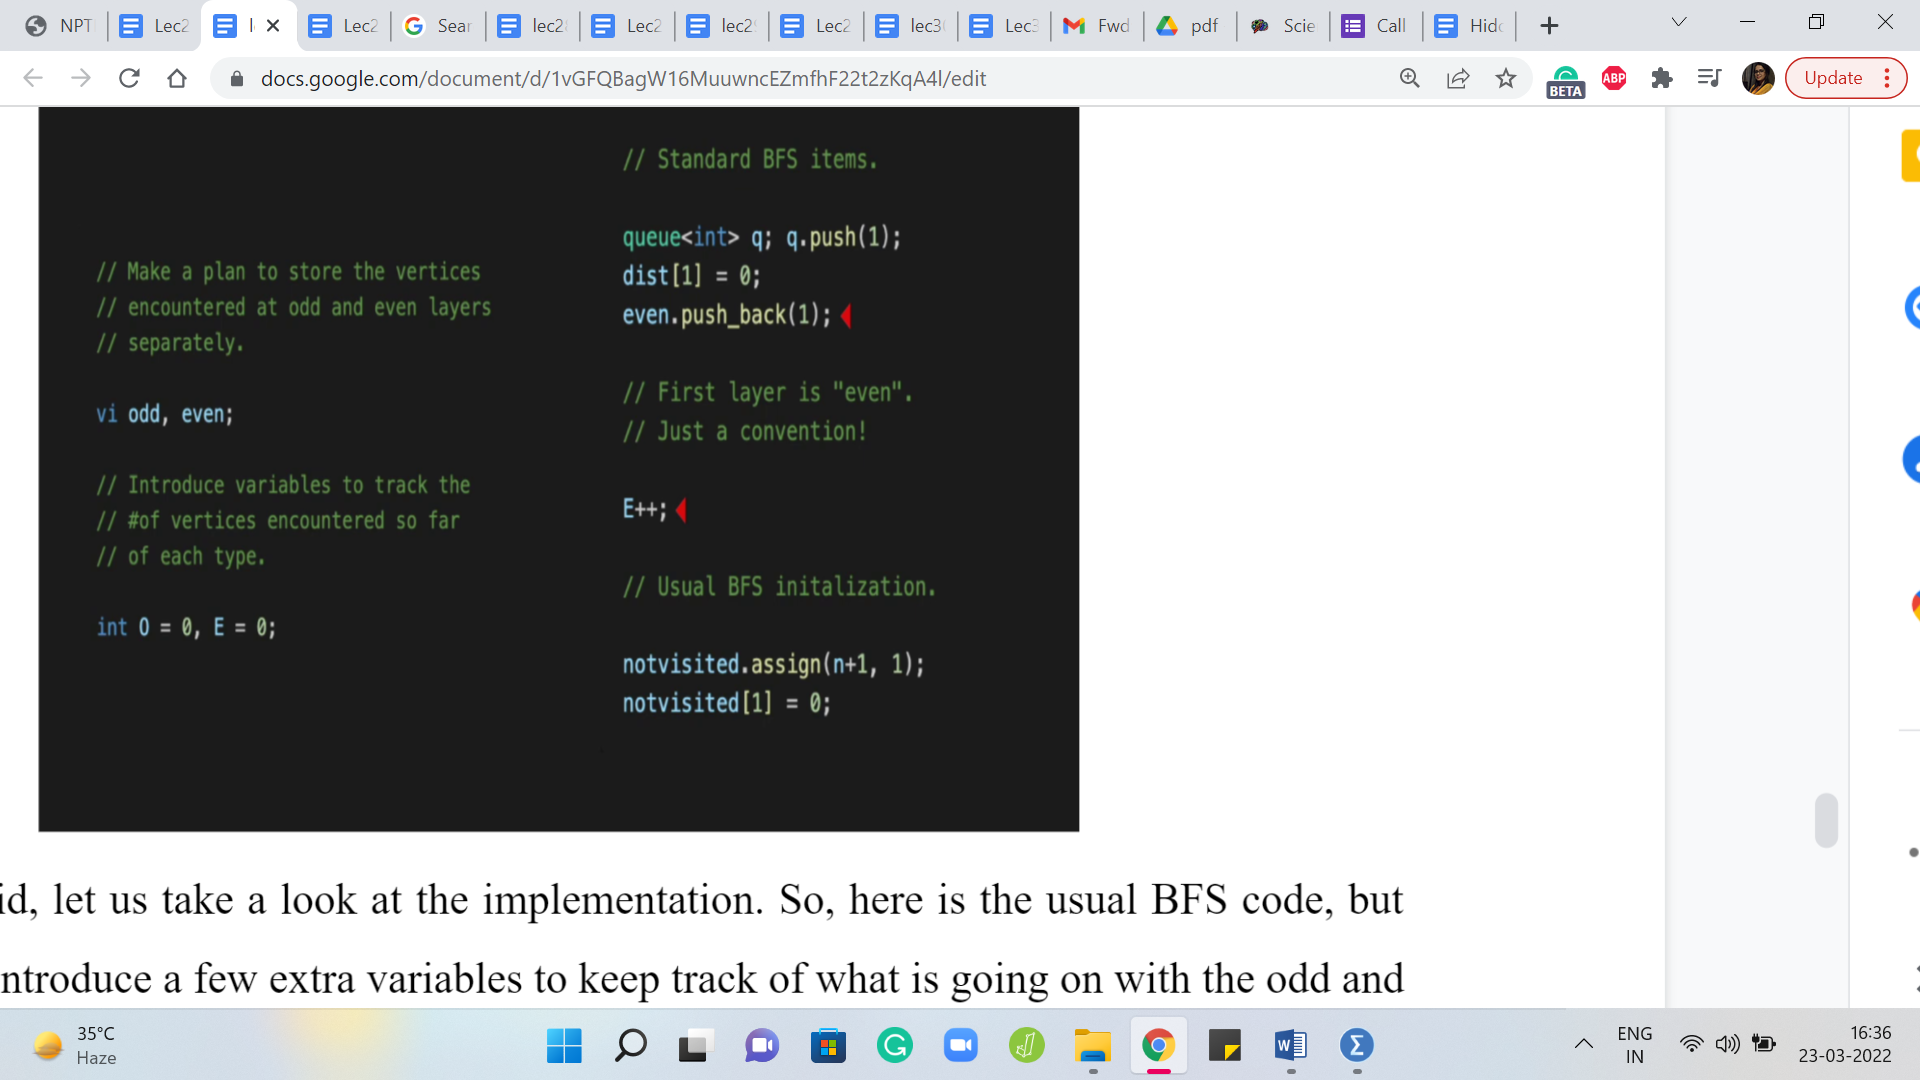 NPT
Lec2
l
Lec2
Sear
lec2
Lec2
lec2
Lec2
lec3
Lec3
Fwd
pdf
Scie
Call
Hid
docs.google.com/document/d/1vGFQBagW16MuuwncEZmfhF22t2zKqA4l/edit
BETA
ABP
Update
// Make a plan to store the vertices
// encountered at odd and even layers
// separately.
vi odd, even;
// Introduce variables to track the
// #of vertices encountered so far
// of each type.
int O = 0, E = 0;
// Standard BFS items.
queue<int> q; q.push(1);
dist[1] = 0;
even.push_back(1);
// First layer is "even".
// Just a convention!
E++;
// Usual BFS initalization.
notvisited.assign(n+1, 1);
notvisited[1] = 0;
id, let us take a look at the implementation. So, here is the usual BFS code, but
ntroduce a few extra variables to keep track of what is going on with the odd and
35°C
Haze
ENG
IN
16:36
23-03-2022